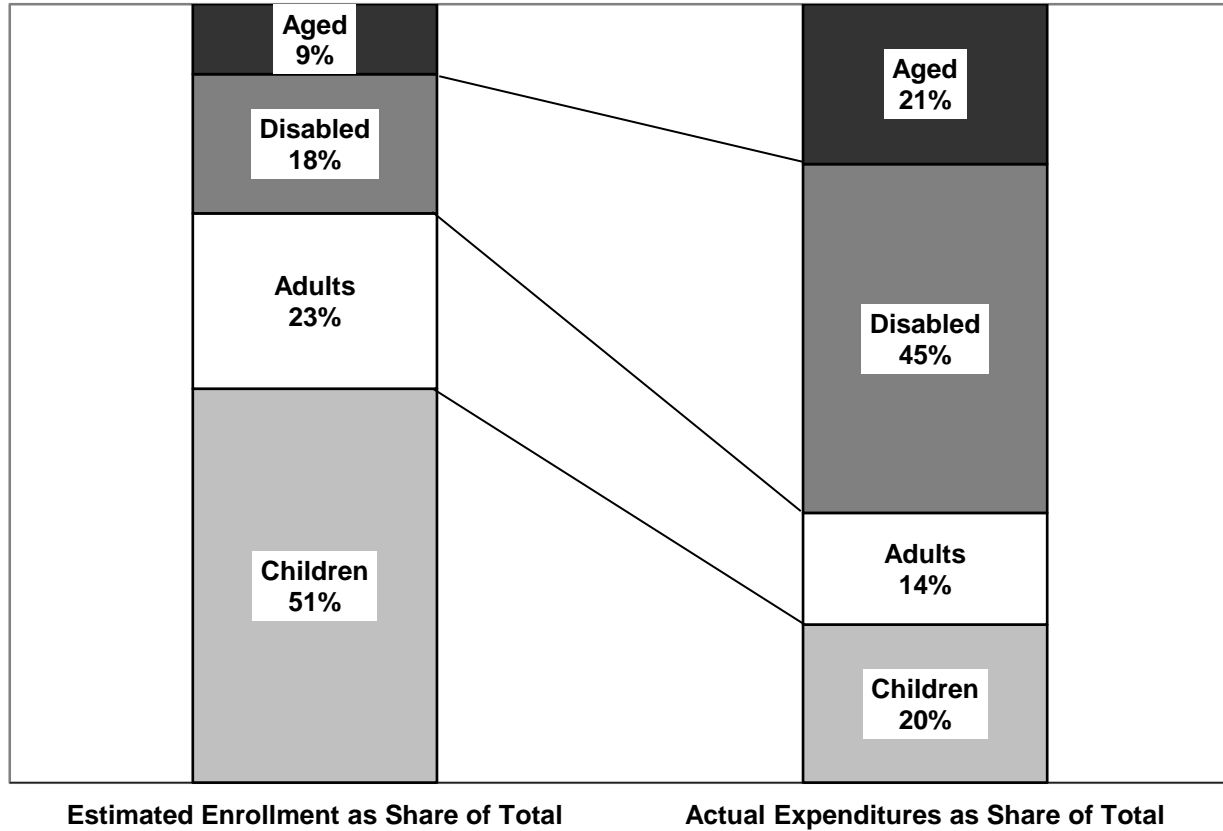 Aged
9%
Disabled
18%
Adults
23%
Children
51%
Aged
21%
Disabled
45%
Adults
14%
Children
20%
Estimated Enrollment as Share of Total
Actual Expenditures as Share of Total